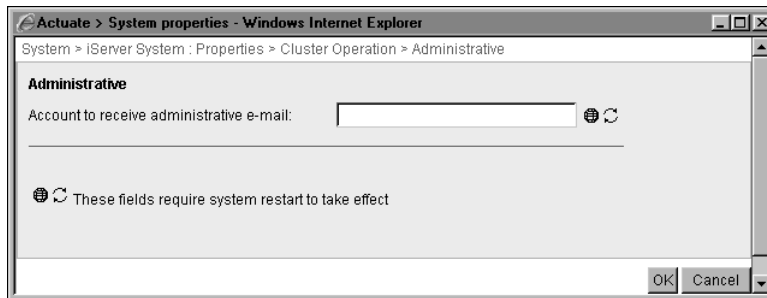 Actuate > System properties - Windows Internet Explorer
System > iServer System : Properties > Cluster Operation > Administrative
Administrative
Account to receive administrative e-mail:
These fields require system restart to take effect
OK Cancel